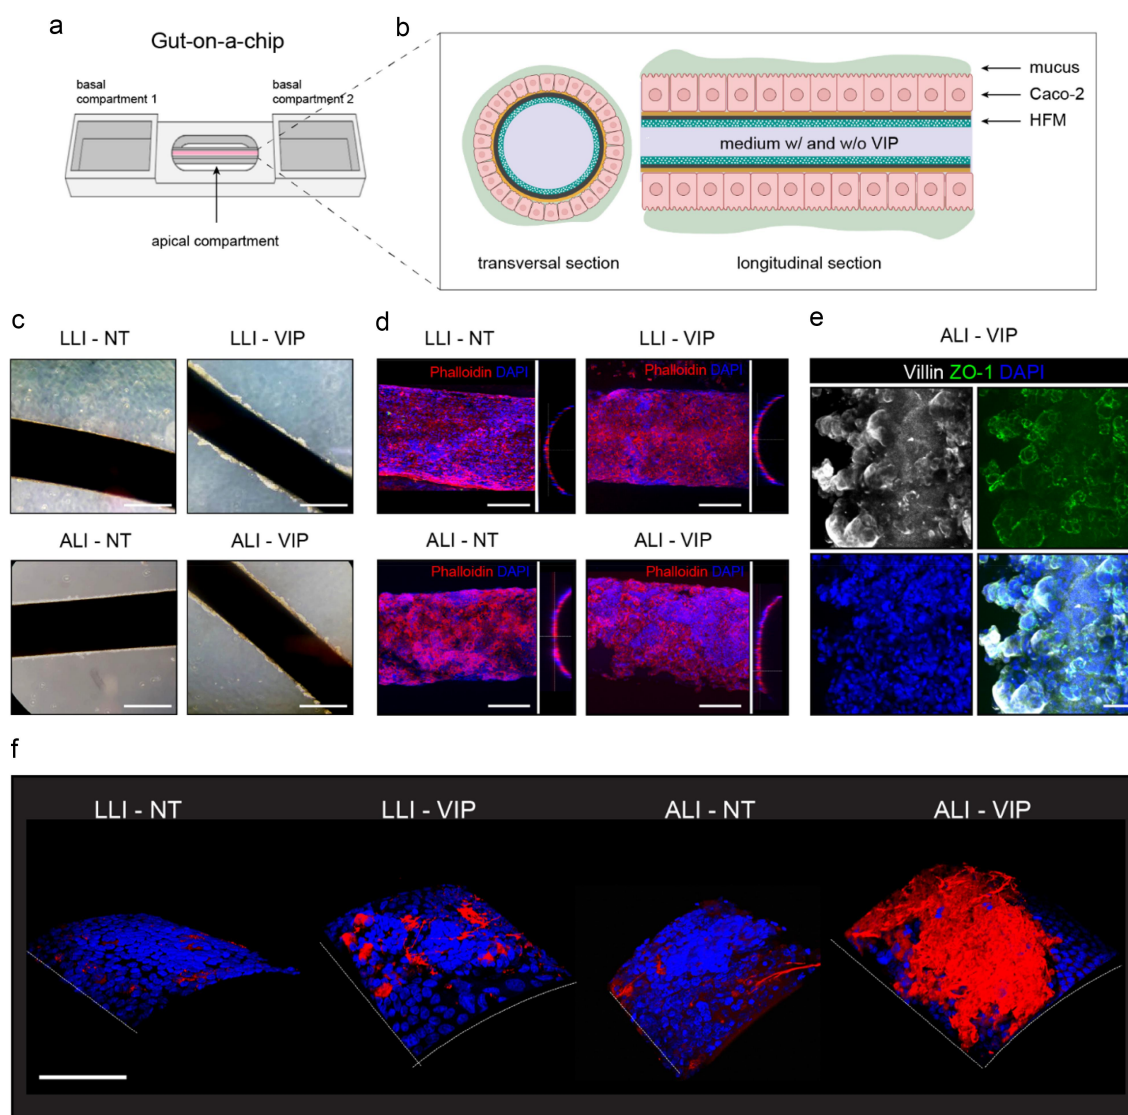 a
Gut-on-a-chip
basal
compartment 1
basal
compartment 2
apical compartment
b
mucus
Caco-2
HFM
medium w/ and w/o VIP
transversal section
longitudinal section
c
LLI - NT
LLI - VIP
ALI - NT
ALI - VIP
d
LLI - NT
LLI - VIP
Phalloidin DAPI
Phalloidin DAPI
ALI - NT
ALI - VIP
Phalloidin DAPI
Phalloidin DAPI
e
ALI - VIP
Villin ZO-1 DAPI
f
LLI - NT
LLI - VIP
ALI - NT
ALI - VIP